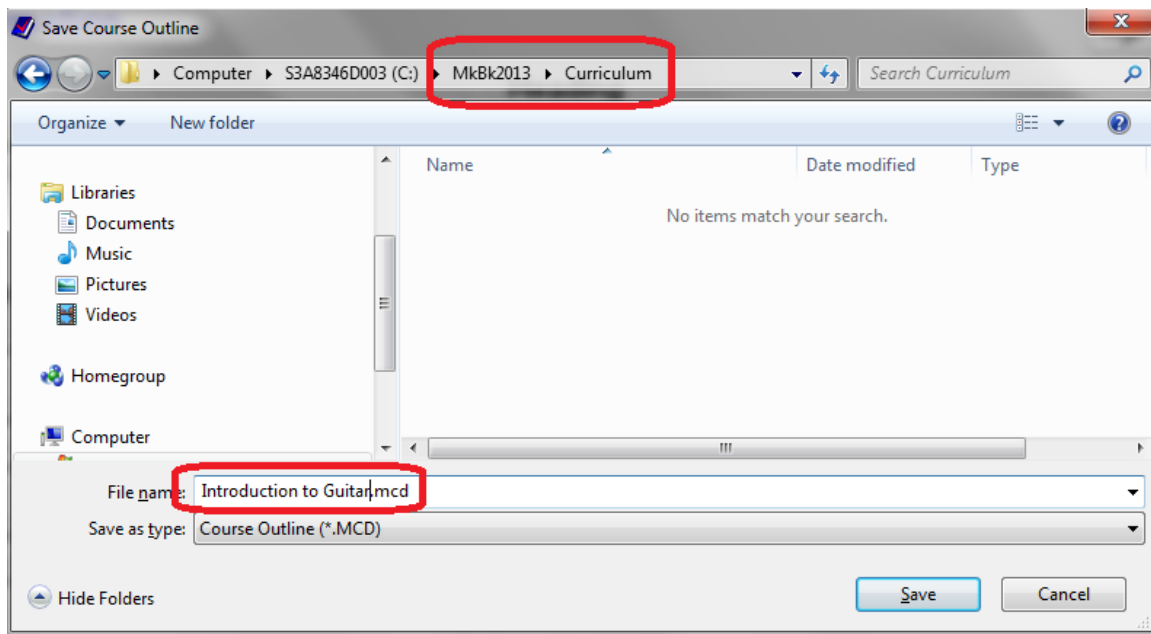 Save Course Outline
Computer S3A8346D003 (C:) MkBk2013 Curriculum Search Curriculum
Organize New folder
Name Date modified Type
Libraries
No items match your search.
Documents
Music
Pictures
Videos
Homegroup
Computer
File name: Introduction to Guitar.mcd
Save as type: Course Outline (*.MCD)
Hide Folders Save Cancel